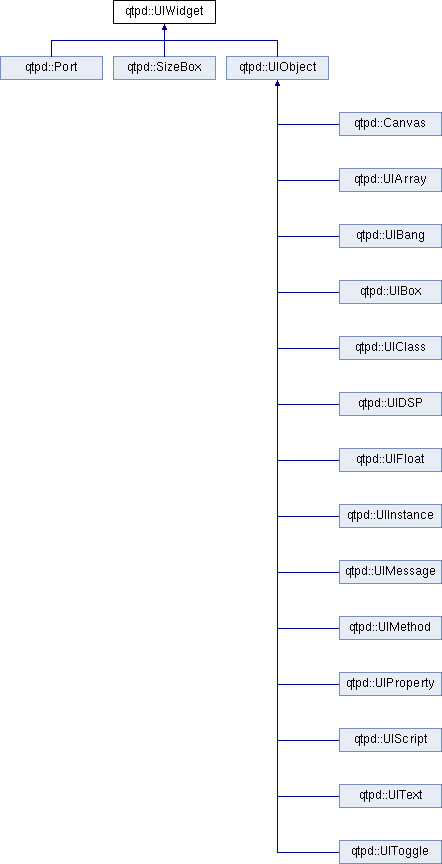 qtpd::UIWidget
qtpd::Port
qtpd::SizeBox
qtpd::UIObject
qtpd::Canvas
qtpd::UIArray
qtpd::UIBang
qtpd::UIBox
qtpd::UIClass
qtpd::UIDSP
qtpd::UIFloat
qtpd::UIInstance
qtpd::UIMessage
qtpd::UIMethod
qtpd::UIProperty
qtpd::UIScript
qtpd::UIText
qtpd::UIToggle